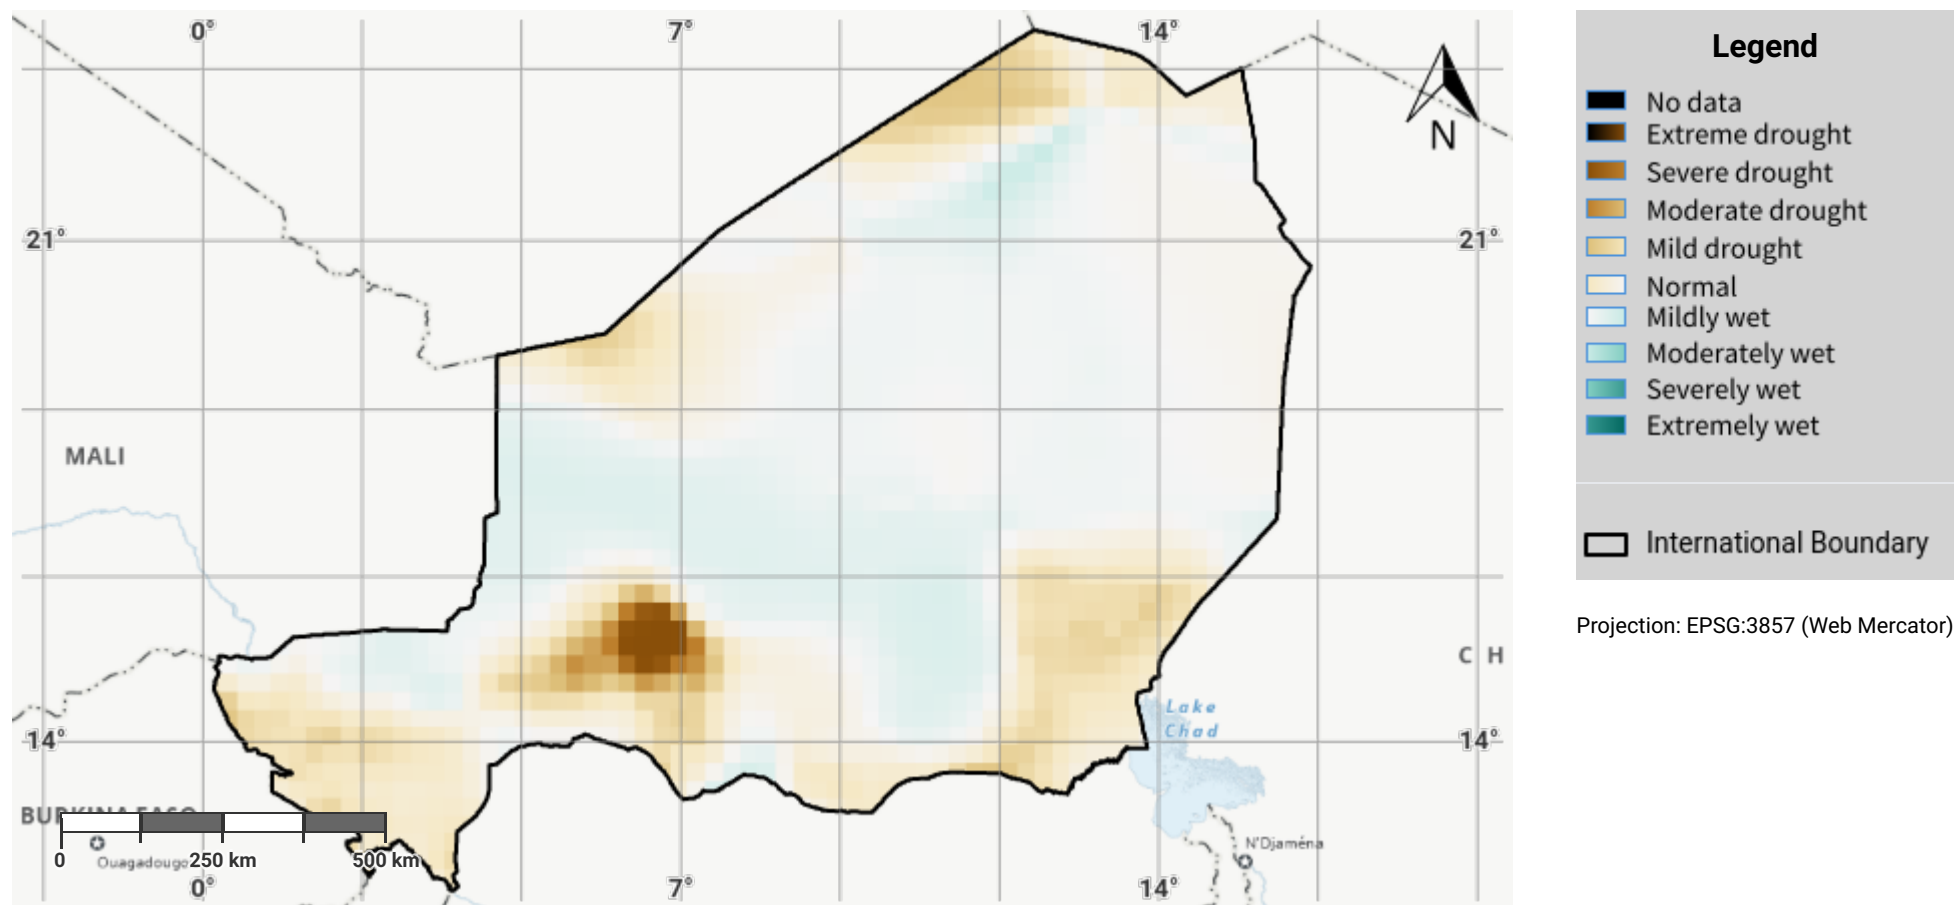 0° 7° 14°
N
21° 21°
MALI
C H
Lake
Chad
14° 14°
BURKINA FASO
N'Djaména
0 Ouagadougo 250 km 500 km
0° 7° 14°
Legend
No data
Extreme drought
Severe drought
Moderate drought
Mild drought
Normal
Mildly wet
Moderately wet
Severely wet
Extremely wet
International Boundary
Projection: EPSG:3857 (Web Mercator)